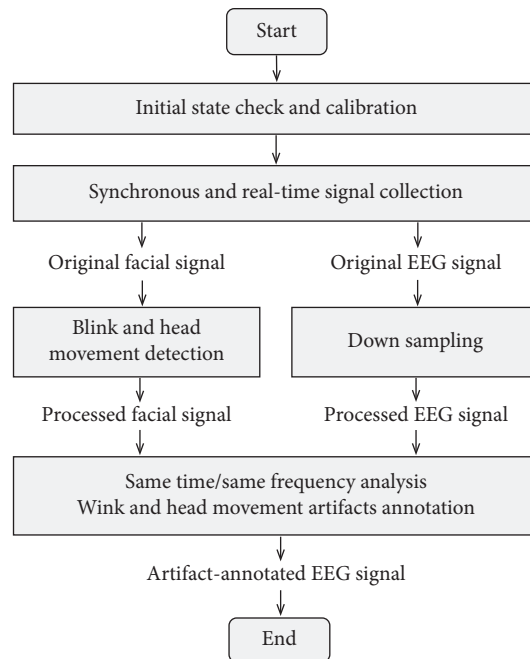 Start
Initial state check and calibration
Synchronous and real-time signal collection
Original facial signal
Original EEG signal
Blink and head
movement detection
Down sampling
Processed facial signal
Processed EEG signal
Same time/same frequency analysis
Wink and head movement artifacts annotation
Artifact-annotated EEG signal
End